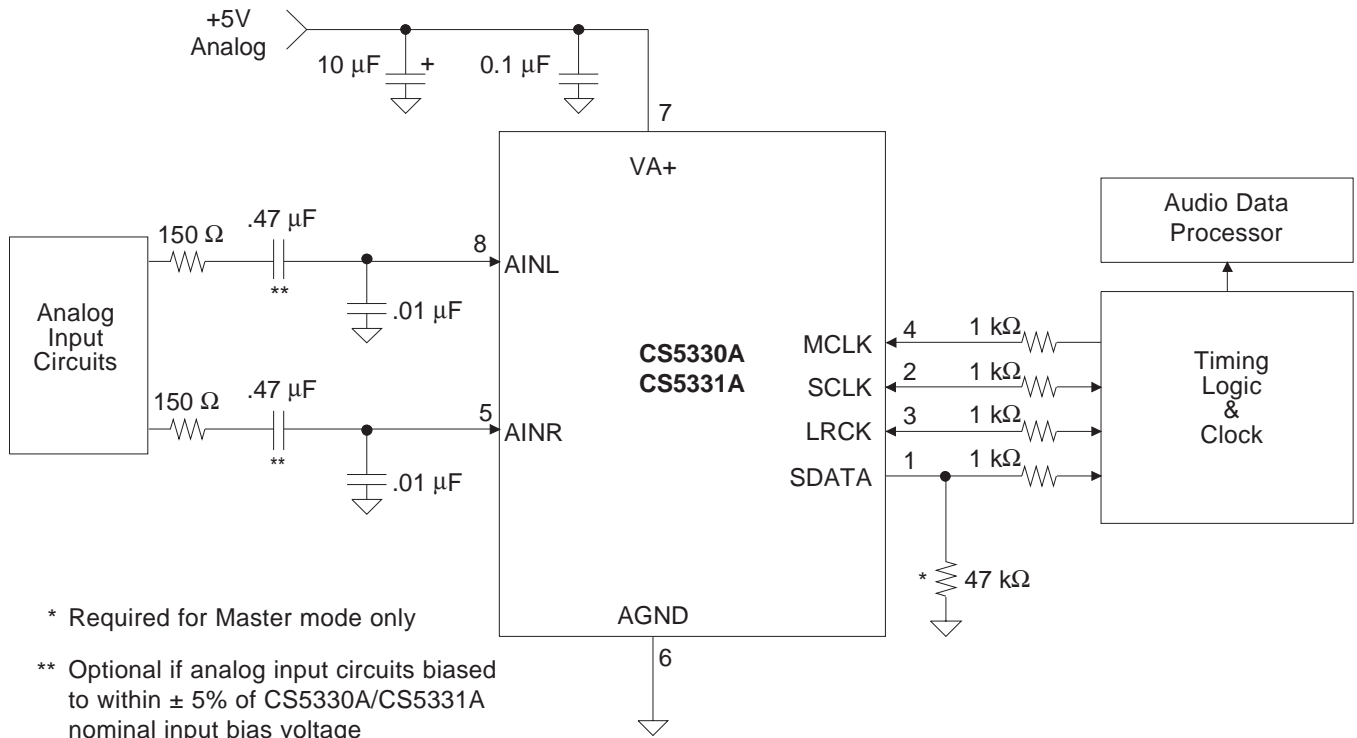 +5V
Analog
10 µF
+
0.1 µF
7
VA+
150 Ω
.47 µF
**
8
AINL
.01 µF
Analog
Input
Circuits
150 Ω
.47 µF
**
5
AINR
.01 µF
CS5330A
CS5331A
MCLK
4
1 kΩ
SCLK
2
1 kΩ
LRCK
3
1 kΩ
SDATA
1
1 kΩ
Audio Data
Processor
Timing
Logic
&
Clock
*
47 kΩ
AGND
6
* Required for Master mode only
** Optional if analog input circuits biased
to within ± 5% of CS5330A/CS5331A
nominal input bias voltage